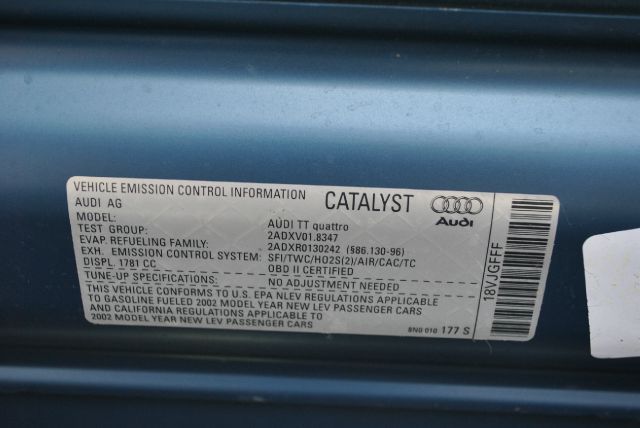 VEHICLE EMISSION CONTROL INFORMATION CATALYST
AUDI AG Audi
MODEL: AUDI TT quattro
TEST GROUP: 2ADXV01.8347
EVAP. REFUELING FAMILY: 2ADXR0130242 (§86.130-96)
EXH. EMISSION CONTROL SYSTEM: SFI/TWC/HO2S(2)/AIR/CAC/TC
DISPL. 1781 CC OBD II CERTIFIED
TUNE-UP SPECIFICATIONS: NO ADJUSTMENT NEEDED
THIS VEHICLE CONFORMS TO U.S. EPA NLEV REGULATIONS APPLICABLE
TO GASOLINE FUELED 2002 MODEL YEAR NEW LEV PASSENGER CARS
AND CALIFORNIA REGULATIONS APPLICABLE TO
2002 MODEL YEAR NEW LEV PASSENGER CARS
8N0 010 177 S
18VJGFFF